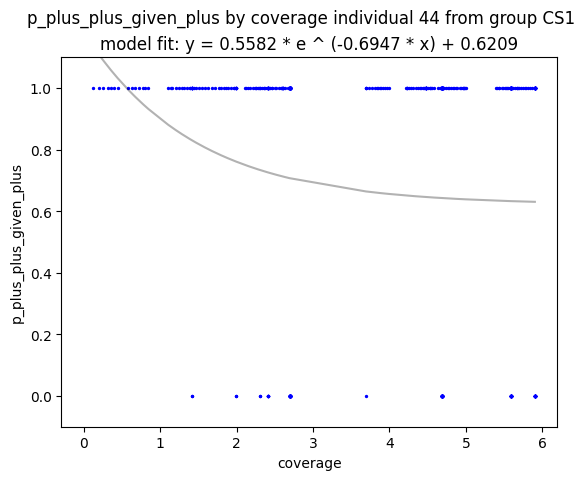 p_plus_plus_given_plus by coverage individual 44 from group CS1
model fit: y = 0.5582 * e ^ (-0.6947 * x) + 0.6209
p_plus_plus_given_plus
1.0
0.8
0.6
0.4
0.2
0.0
0 1 2 3 4 5 6
coverage